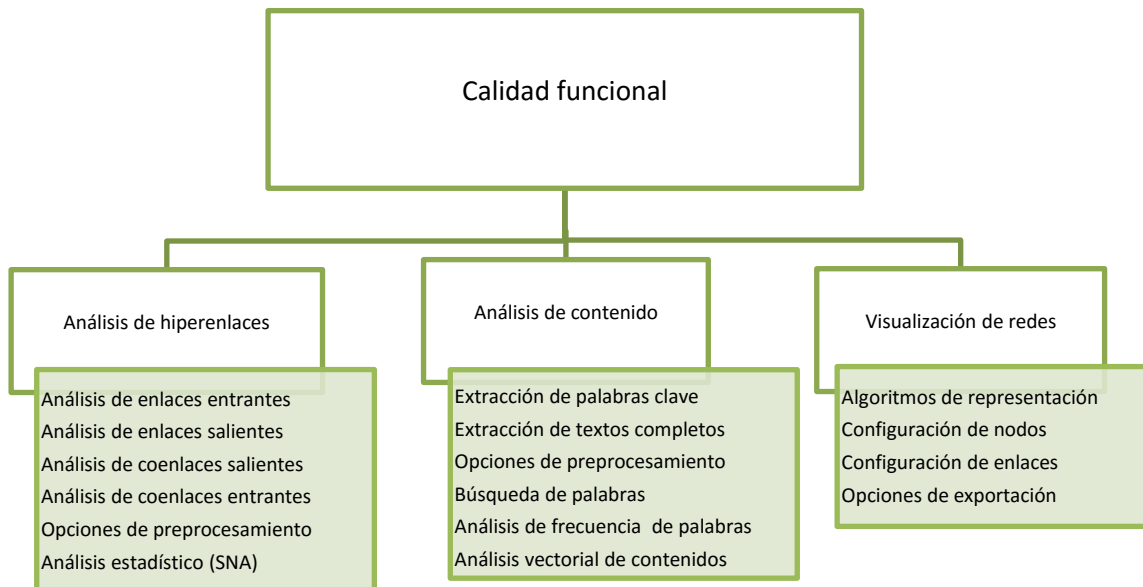 Calidad funcional
Análisis de hiperenlaces
Análisis de enlaces entrantes
Análisis de enlaces salientes
Análisis de coenlaces salientes
Análisis de coenlaces entrantes
Opciones de preprocesamiento
Análisis estadístico (SNA)
Análisis de contenido
Extracción de palabras clave
Extracción de textos completos
Opciones de preprocesamiento
Búsqueda de palabras
Análisis de frecuencia  de palabras
Análisis vectorial de contenidos
Visualización de redes
Algoritmos de representación
Configuración de nodos
Configuración de enlaces
Opciones de exportación